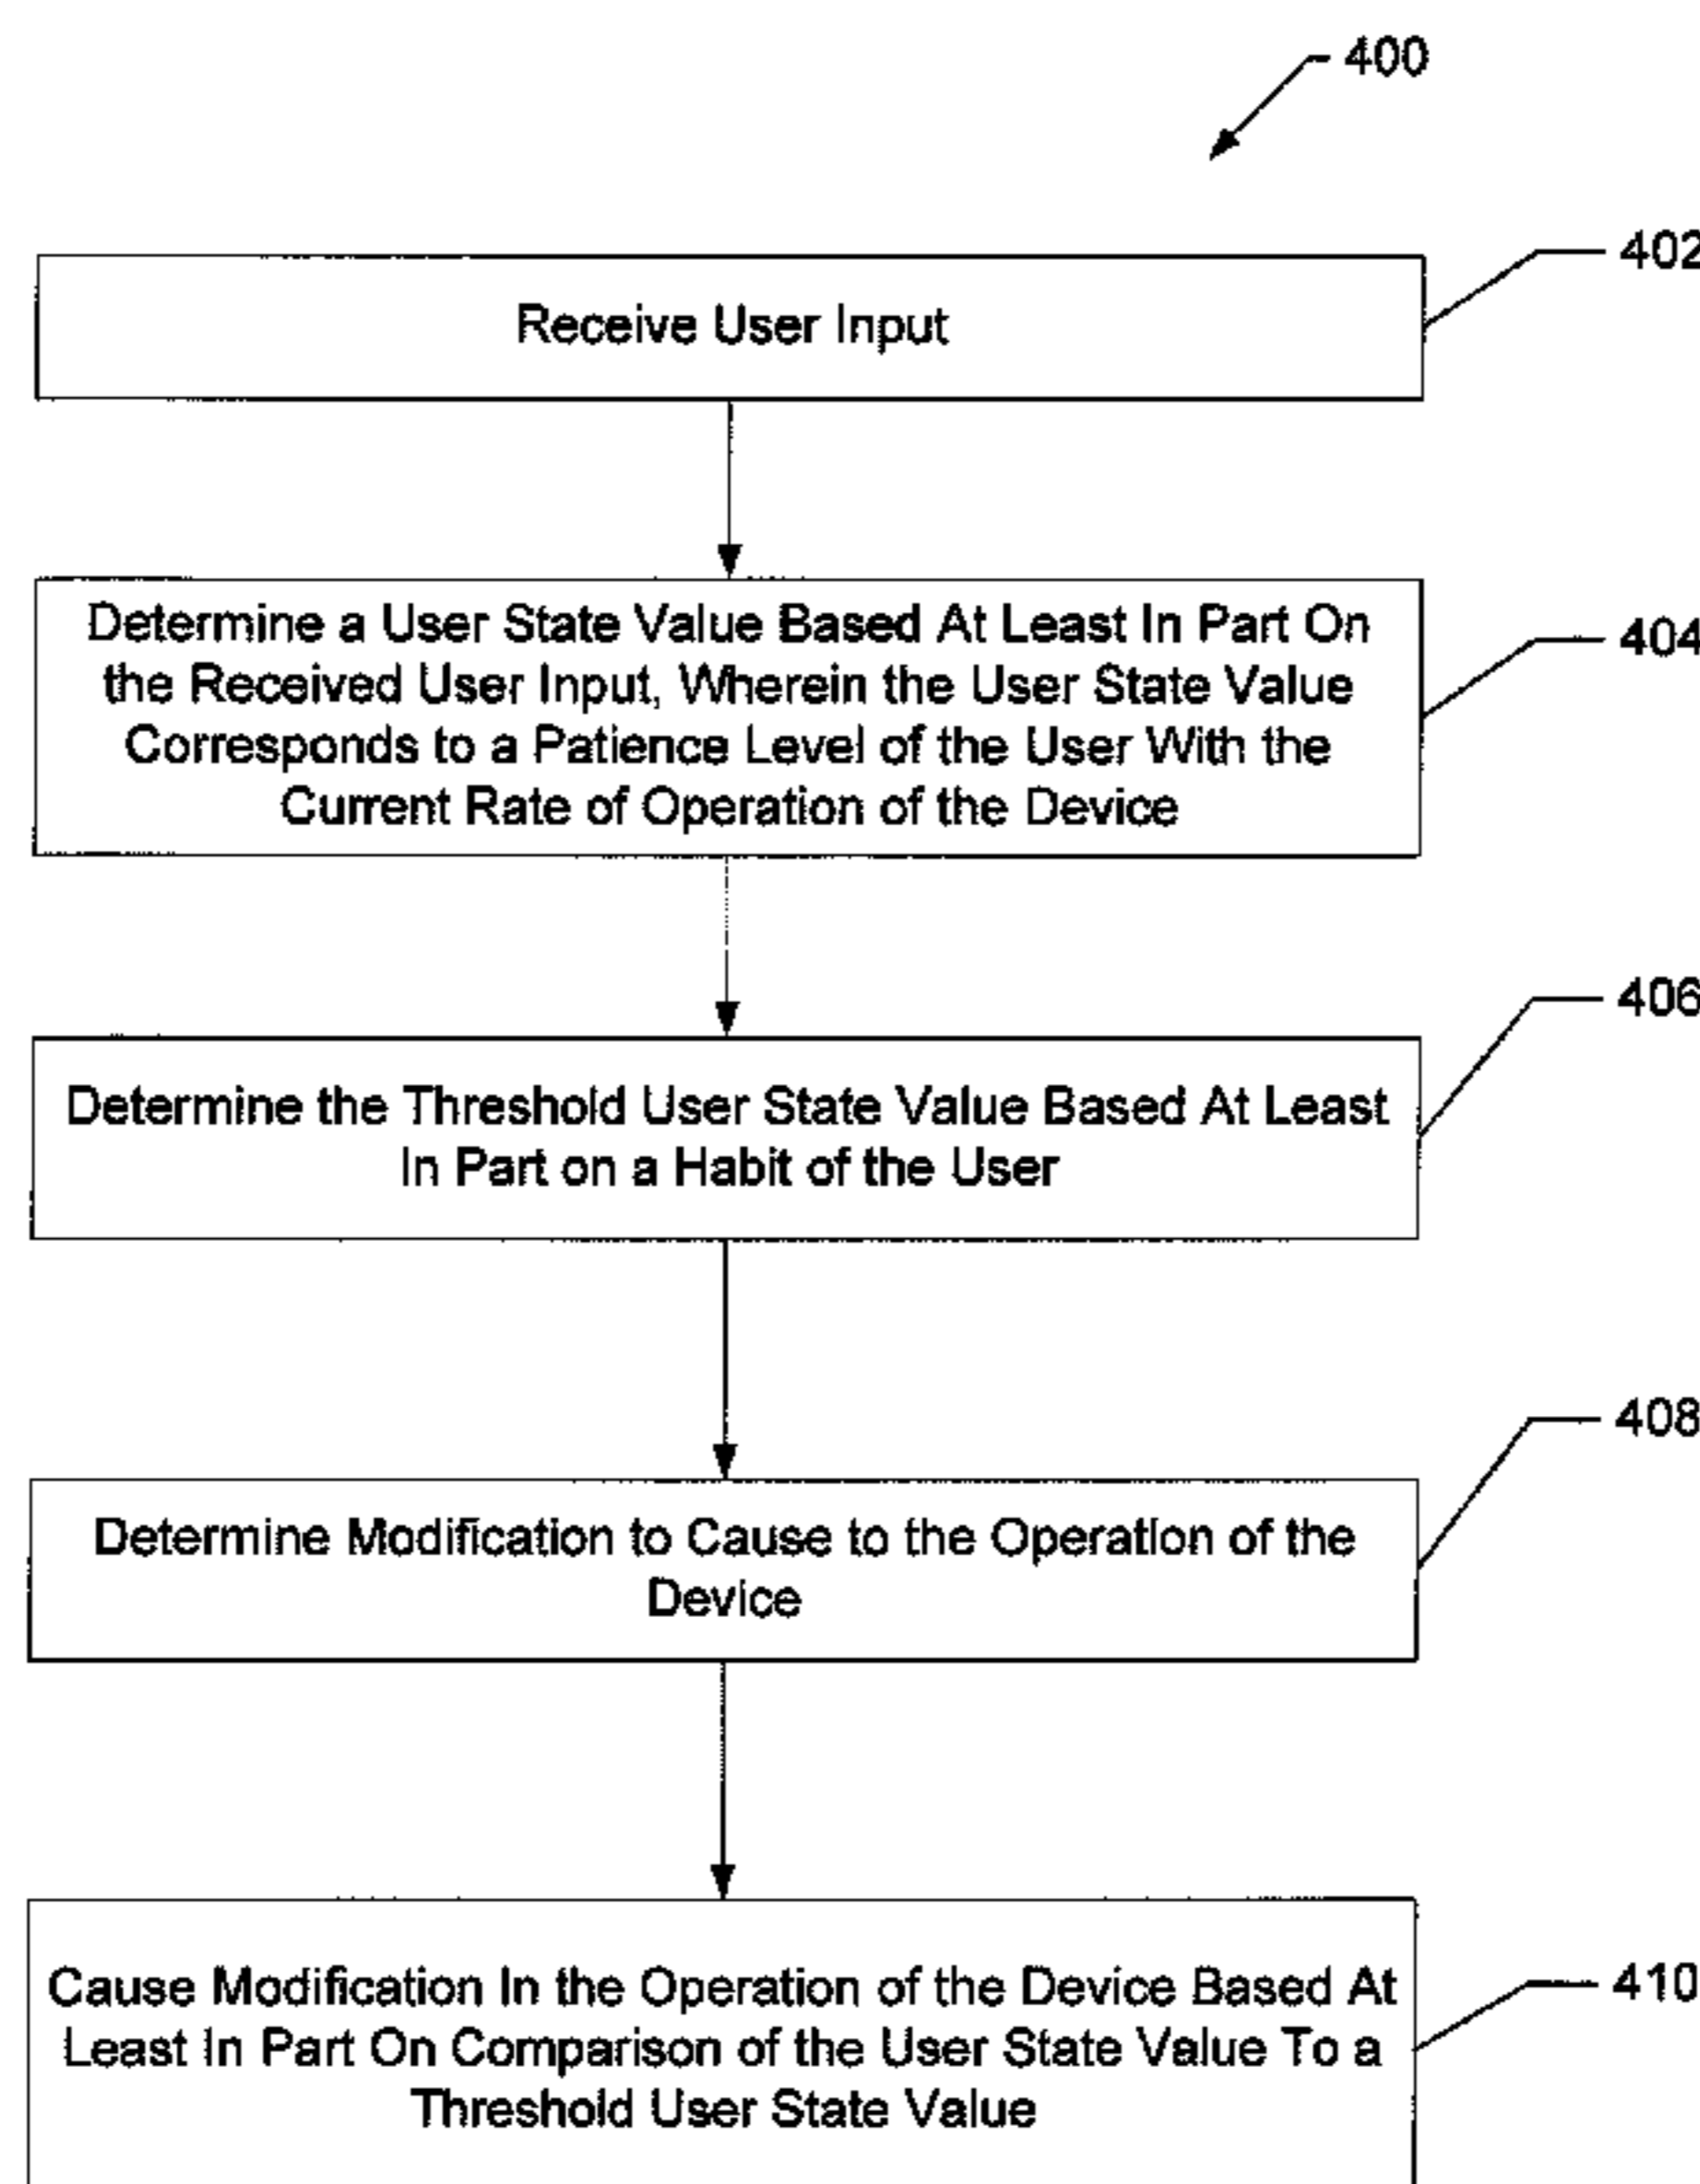 400
402
Receive User Input
404
Determine a User State Value Based At Least In Part On
the Received User Input, Wherein the User State Value
Corresponds to a Patience Level of the User With the
Current Rate of Operation of the Device
406
Determine the Threshold User State Value Based At Least
In Part on a Habit of the User
408
Determine Modification to Cause to the Operation of the
Device
410
Cause Modification In the Operation of the Device Based At
Least In Part On Comparison of the User State Value To a
Threshold User State Value